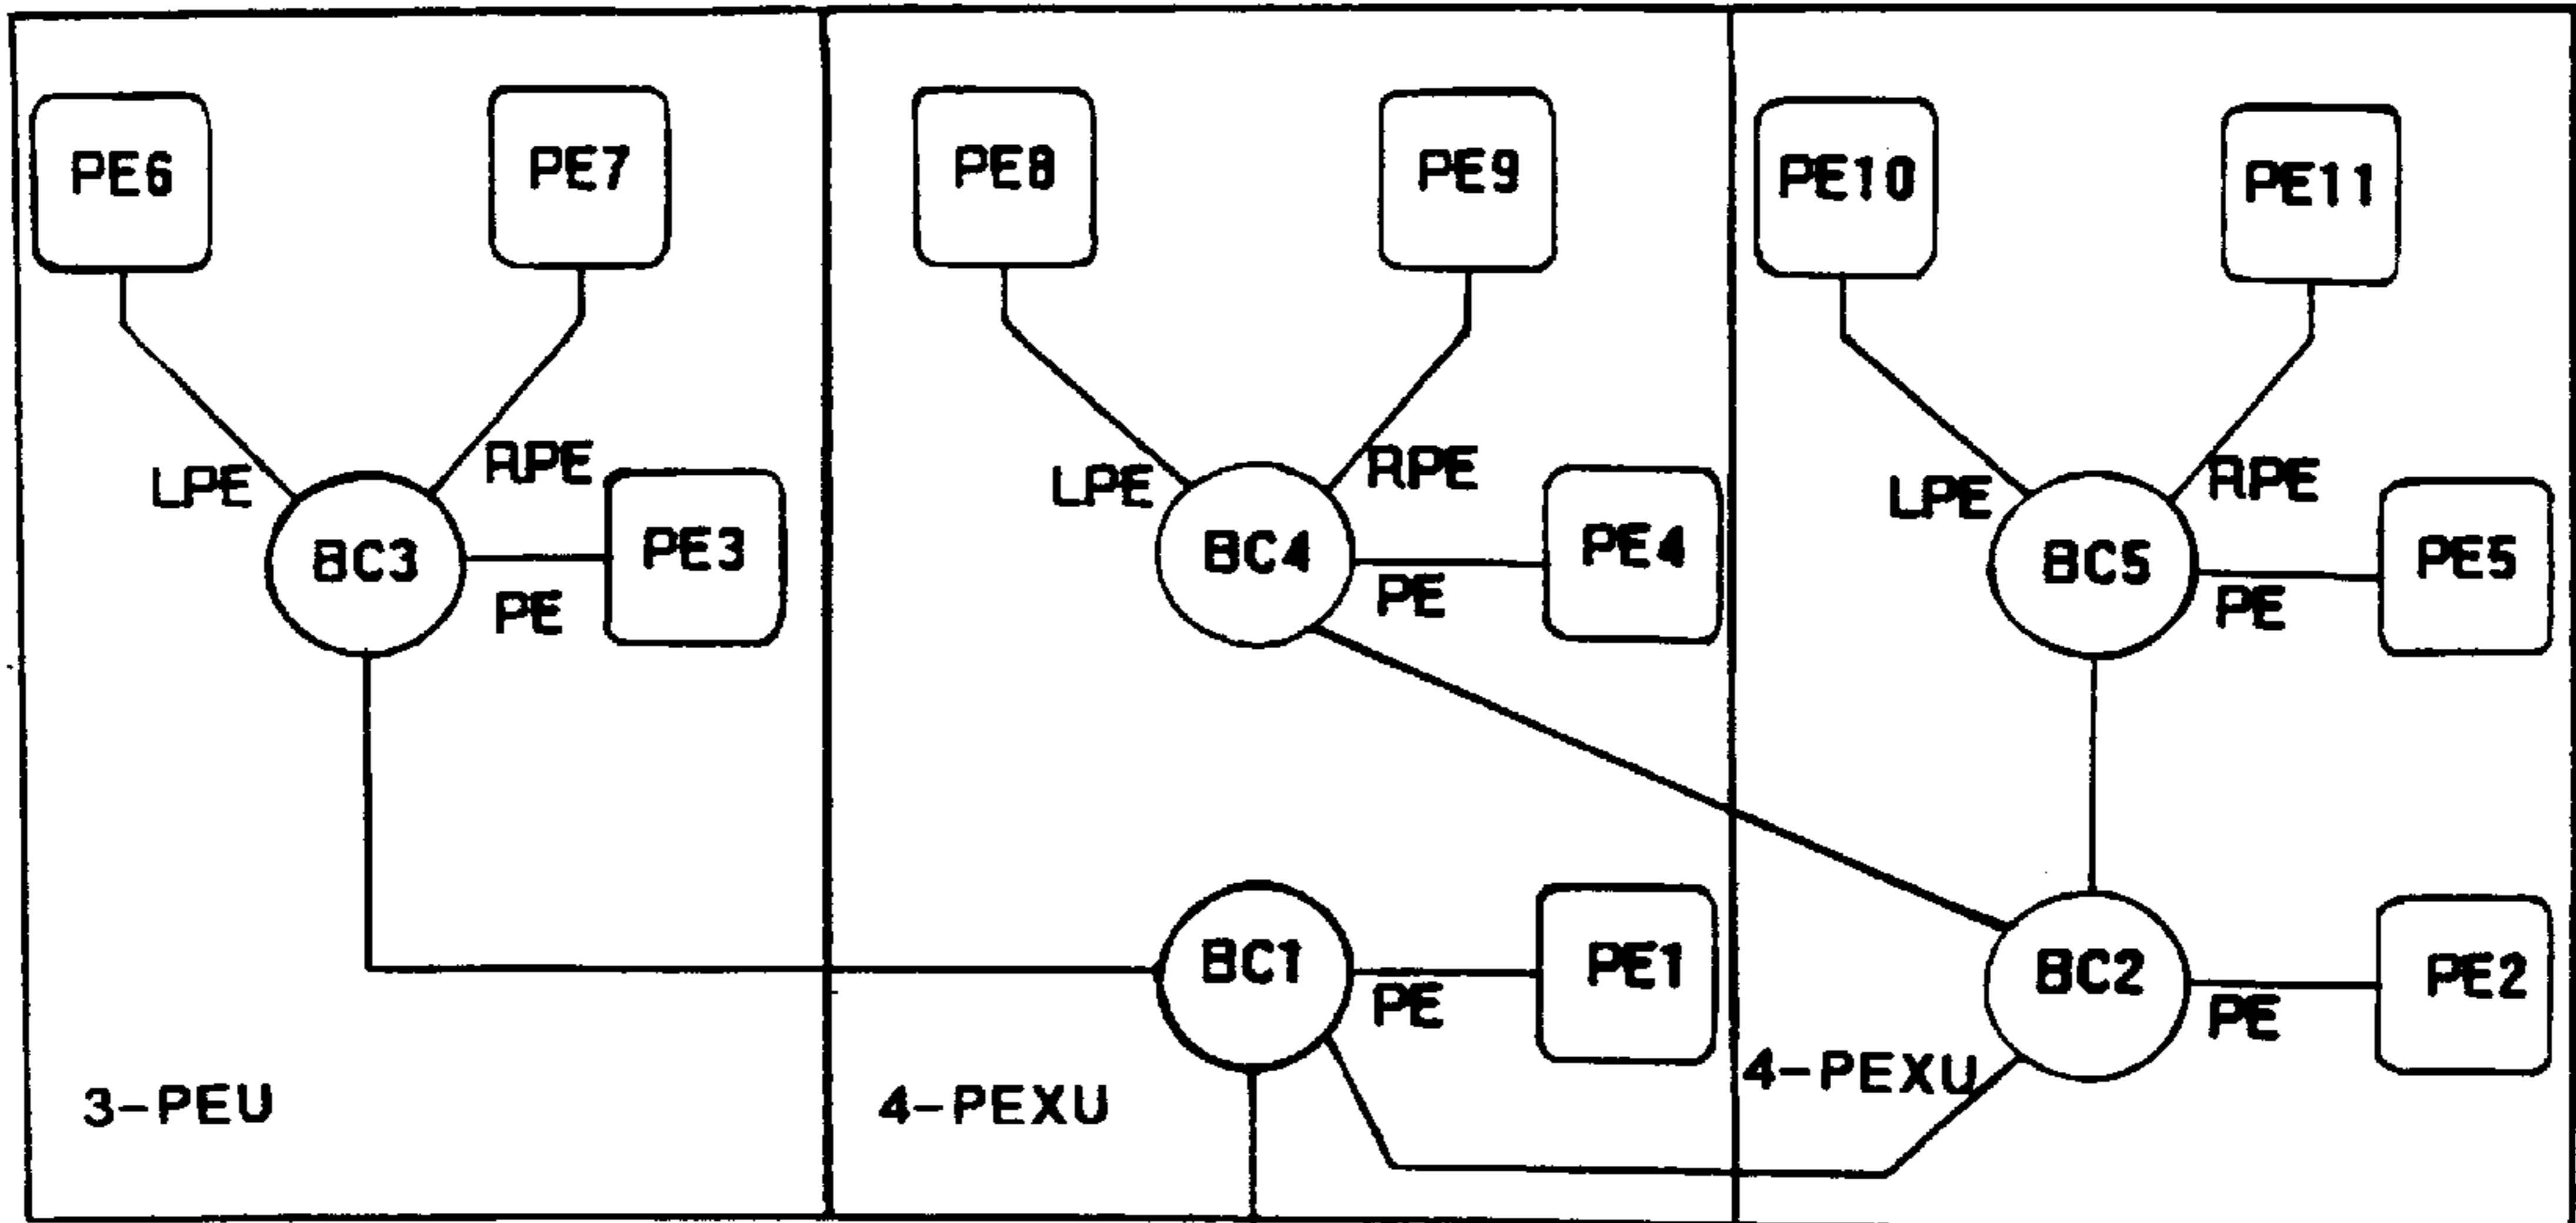 PE6
PE7
PE8
PE9
PE10
PE11
LPE
RPE
LPE
RPE
LPE
RPE
BC3
PE3
BC4
PE4
BC5
PE5
PE
PE
PE
BC1
PE1
BC2
PE2
PE
PE
3-PEU
4-PEXU
4-PEXU